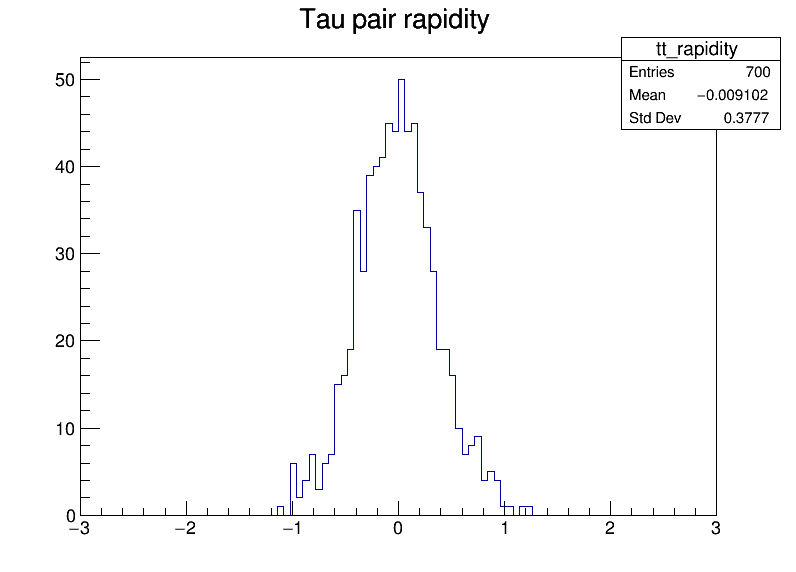 Tau pair rapidity
tt_rapidity
Entries 700
Mean −0.009102
Std Dev 0.3777
50
40
30
20
10
0
−3 −2 −1 0 1 2 3